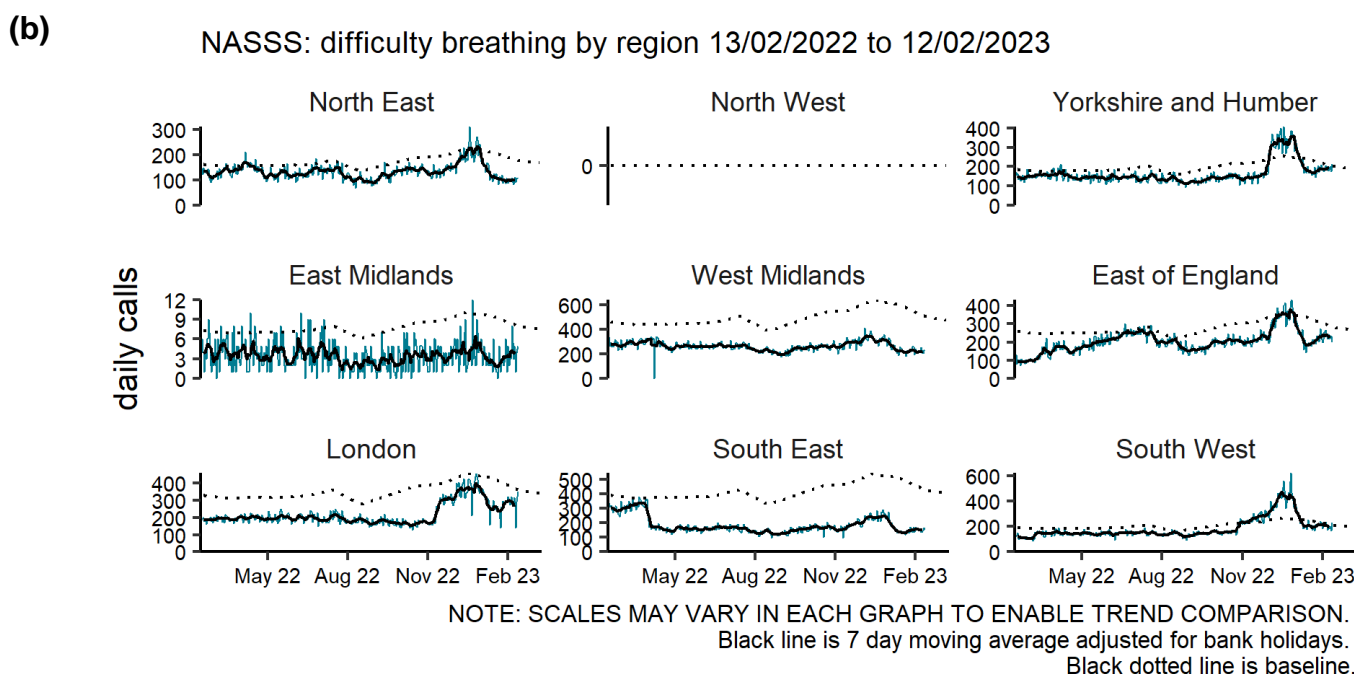 (b)
NASSS: difficulty breathing by region 13/02/2022 to 12/02/2023
North East
North West
Yorkshire and Humber
300
200
100
0
0
400
300
200
100
0
daily calls
East Midlands
West Midlands
East of England
12
9
6
3
0
600
400
200
0
400
300
200
100
0
London
South East
South West
400
300
200
100
0
500
400
300
200
100
0
600
400
200
0
May 22 Aug 22 Nov 22 Feb 23
May 22 Aug 22 Nov 22 Feb 23
May 22 Aug 22 Nov 22 Feb 23
NOTE: SCALES MAY VARY IN EACH GRAPH TO ENABLE TREND COMPARISON.
Black line is 7 day moving average adjusted for bank holidays.
Black dotted line is baseline.